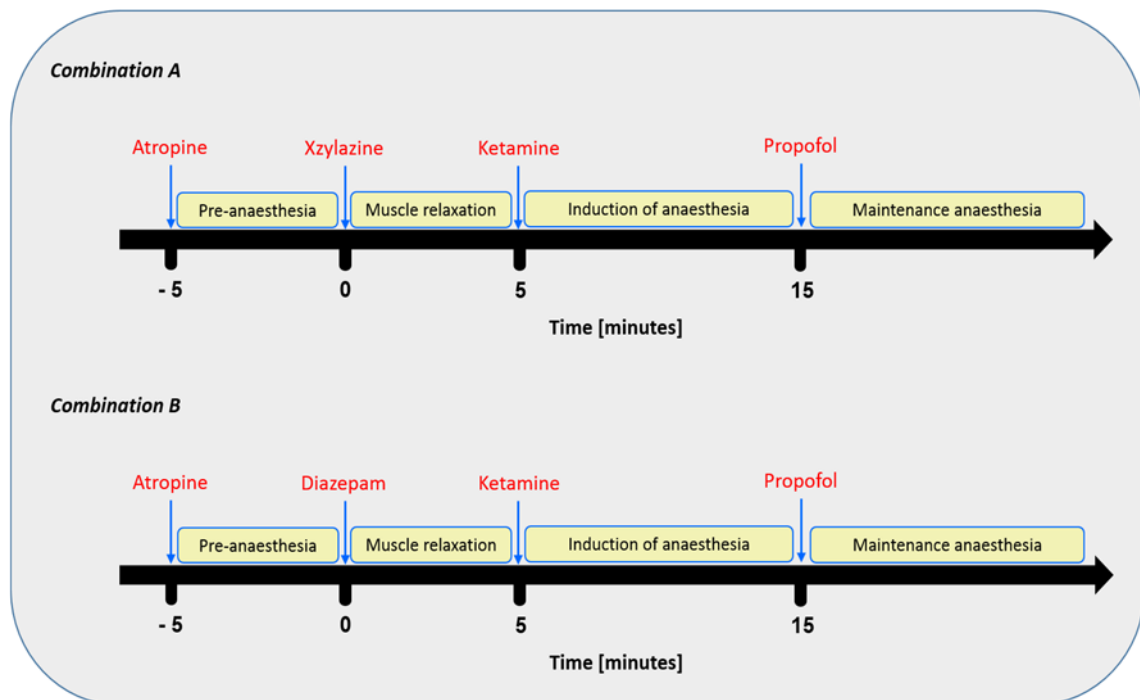 Combination A
Atropine Xzylazine Ketamine Propofol
Pre-anaesthesia Muscle relaxation Induction of anaesthesia Maintenance anaesthesia
- 5 0 5 15
Time [minutes]
Combination B
Atropine Diazepam Ketamine Propofol
Pre-anaesthesia Muscle relaxation Induction of anaesthesia Maintenance anaesthesia
- 5 0 5 15
Time [minutes]